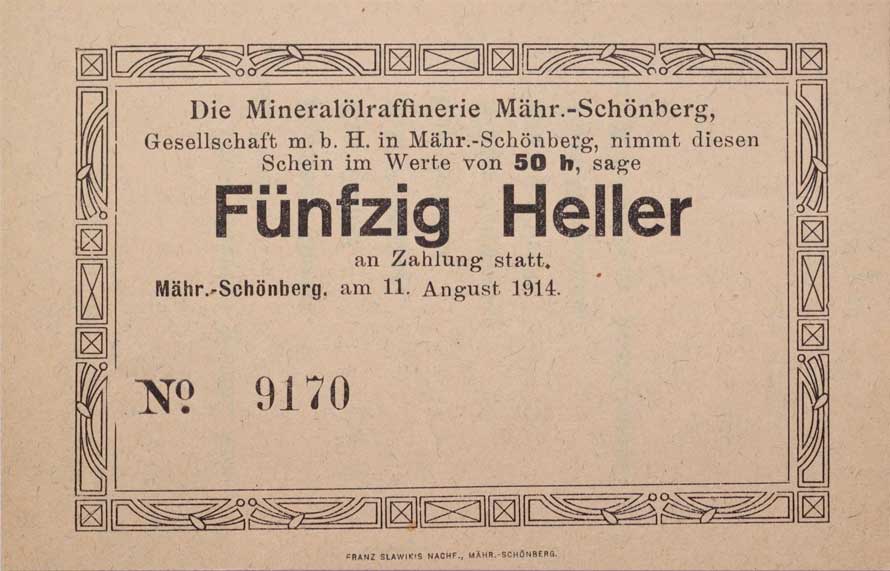 Die Mineralölraffinerie Mähr.-Schönberg,
Gesellschaft m. b. H. in Mähr.-Schönberg, nimmt diesen
Schein im Werte von 50 h, sage
Fünfzig Heller
an Zahlung statt.
Mähr.-Schönberg, am 11. August 1914.
No. 9170
FRANZ SLAWIKIS NACHF., MÄHR.-SCHÖNBERG.